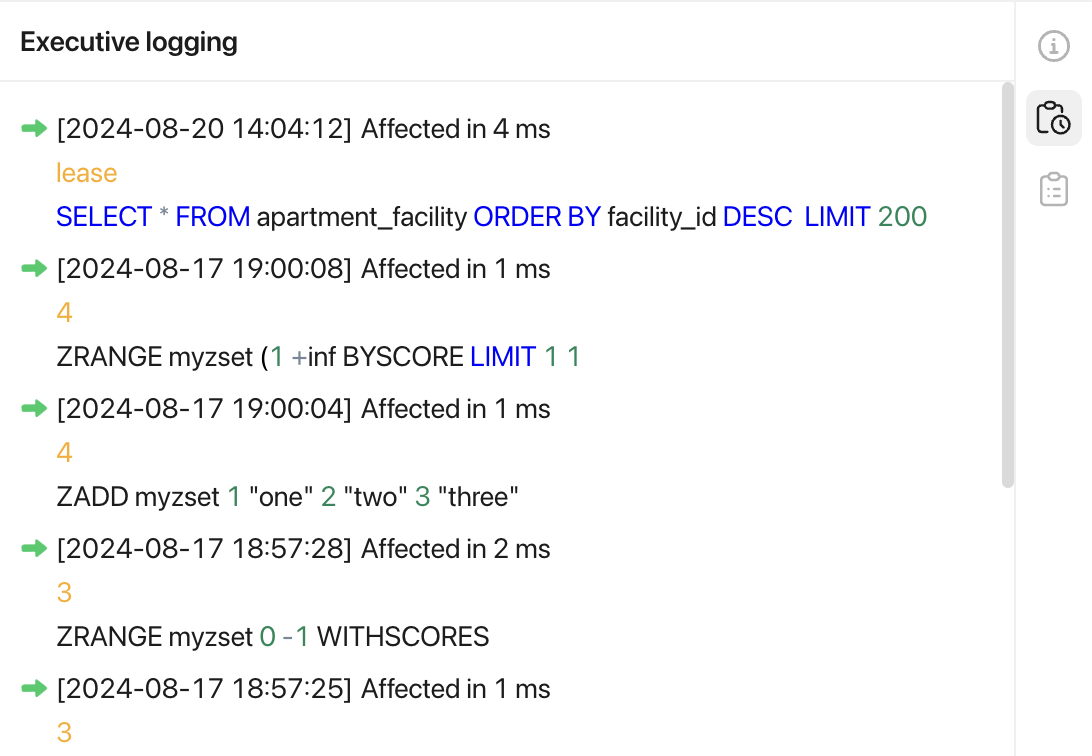 Executive logging
[2024-08-20 14:04:12] Affected in 4 ms
lease
SELECT * FROM apartment_facility ORDER BY facility_id DESC  LIMIT 200
[2024-08-17 19:00:08] Affected in 1 ms
4
ZRANGE myzset (1 +inf BYSCORE LIMIT 1 1
[2024-08-17 19:00:04] Affected in 1 ms
4
ZADD myzset 1 "one" 2 "two" 3 "three"
[2024-08-17 18:57:28] Affected in 2 ms
3
ZRANGE myzset 0 -1 WITHSCORES
[2024-08-17 18:57:25] Affected in 1 ms
3